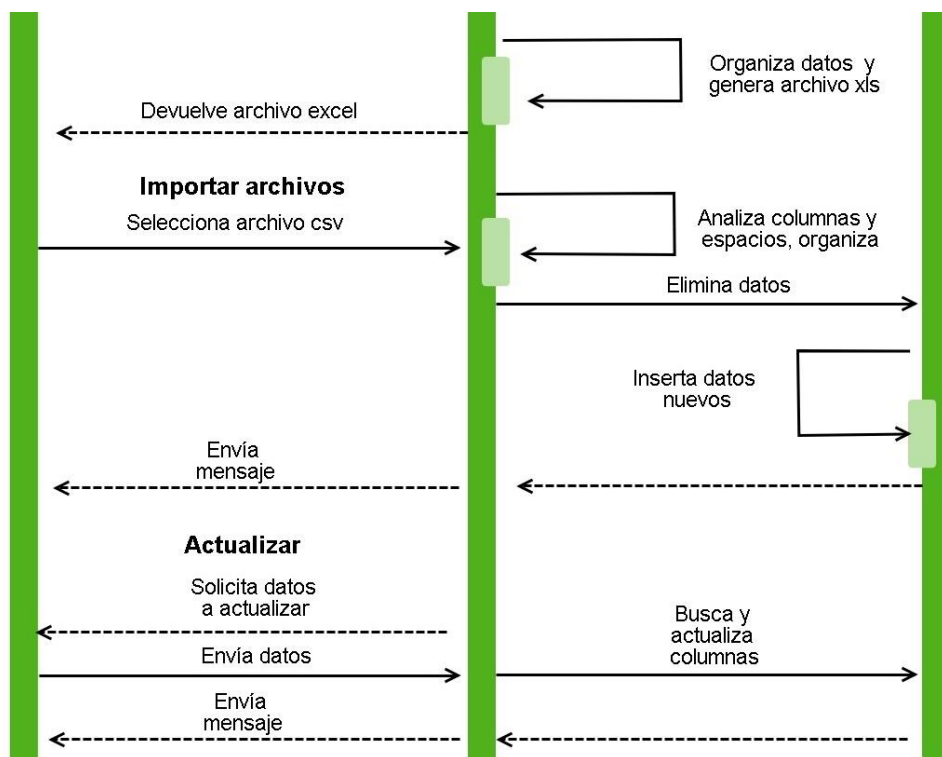 Organiza datos y
genera archivo xls
Devuelve archivo excel
Importar archivos
Selecciona archivo csv
Analiza columnas y
espacios, organiza
Elimina datos
Inserta datos
nuevos
Envía
mensaje
Actualizar
Solicita datos
a actualizar
Busca y
actualiza
columnas
Envía datos
Envía
mensaje